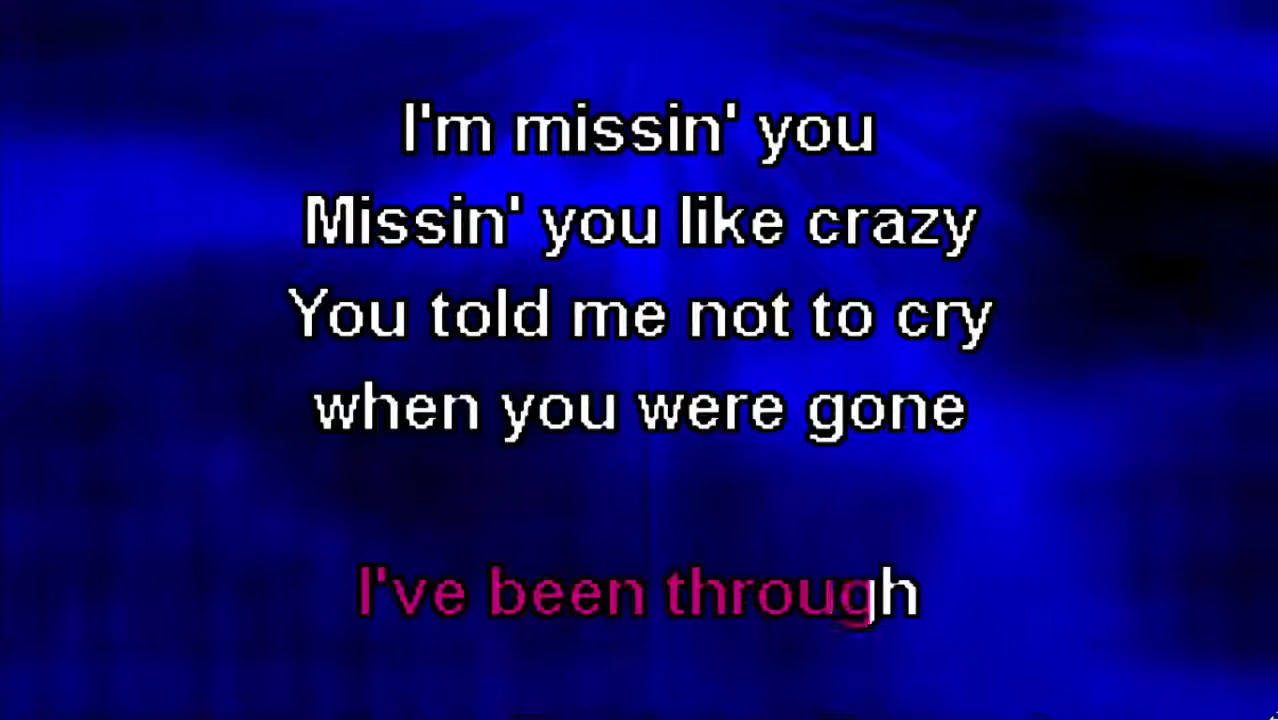 I'm missin' you
Missin' you like crazy
You told me not to cry
when you were gone
I've been through